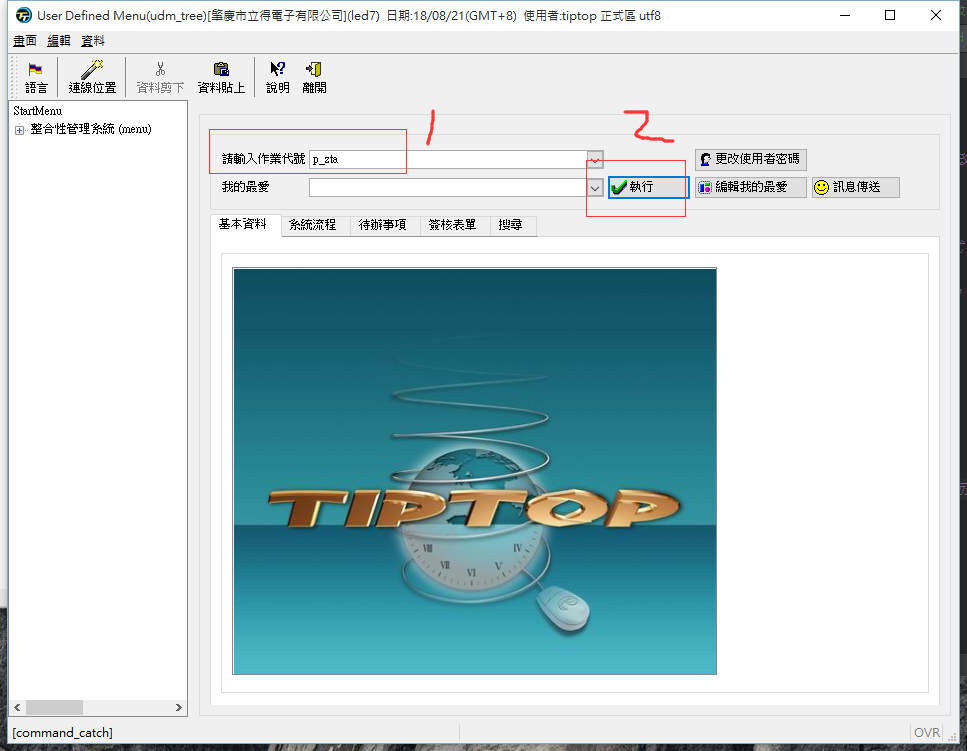 User Defined Menu(udm_tree)[肇慶市立得電子有限公司](led7) 日期:18/08/21(GMT+8) 使用者:tiptop 正式區 utf8
畫面 編輯 資料
語言 連線位置 資料剪下 資料貼上 說明 離開
StartMenu
整合性管理系統 (menu)
1 2
請輸入作業代號 p_zta 更改使用者密碼
我的最愛 執行 編輯我的最愛 訊息傳送
基本資料 系統流程 待辦事項 簽核表單 搜尋
TIPTOP
VIII IV
VII VI V
[command_catch] OVR